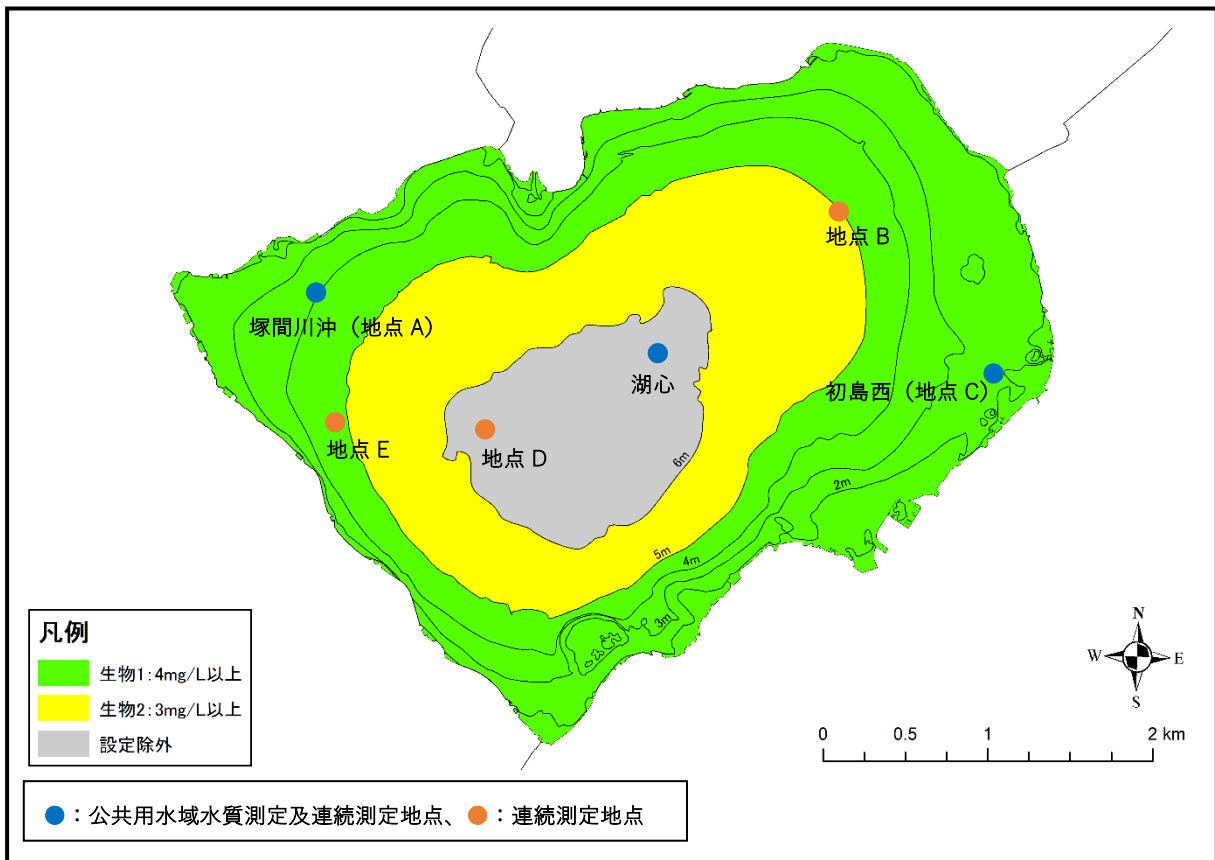 地点 B
塚間川沖（地点 A）
湖心
初島西（地点 C）
地点 E
地点 D
6m
2m
5m
4m
3m
凡例
生物1:4mg/L以上
生物2:3mg/L以上
設定除外
N
W E
S
0 0.5 1 2 km
●：公共用水域水質測定及連続測定地点、●：連続測定地点